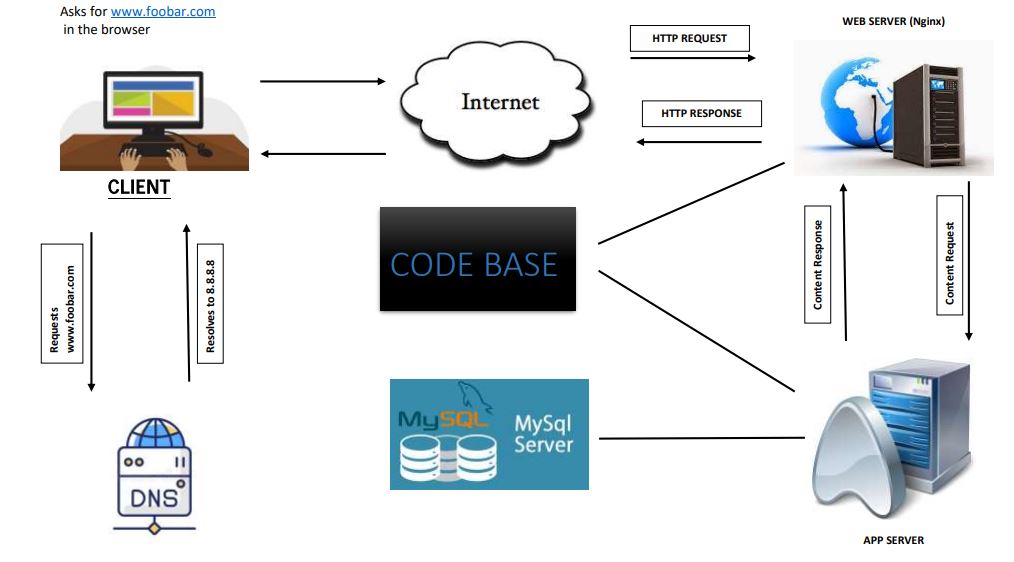 Asks for www.foobar.com
in the browser
WEB SERVER (Nginx)
HTTP REQUEST
Internet
HTTP RESPONSE
CLIENT
CODE BASE
Requests
www.foobar.com
Resolves to 8.8.8.8
Content Response
Content Request
MySQL
MySql
Server
DNS
APP SERVER